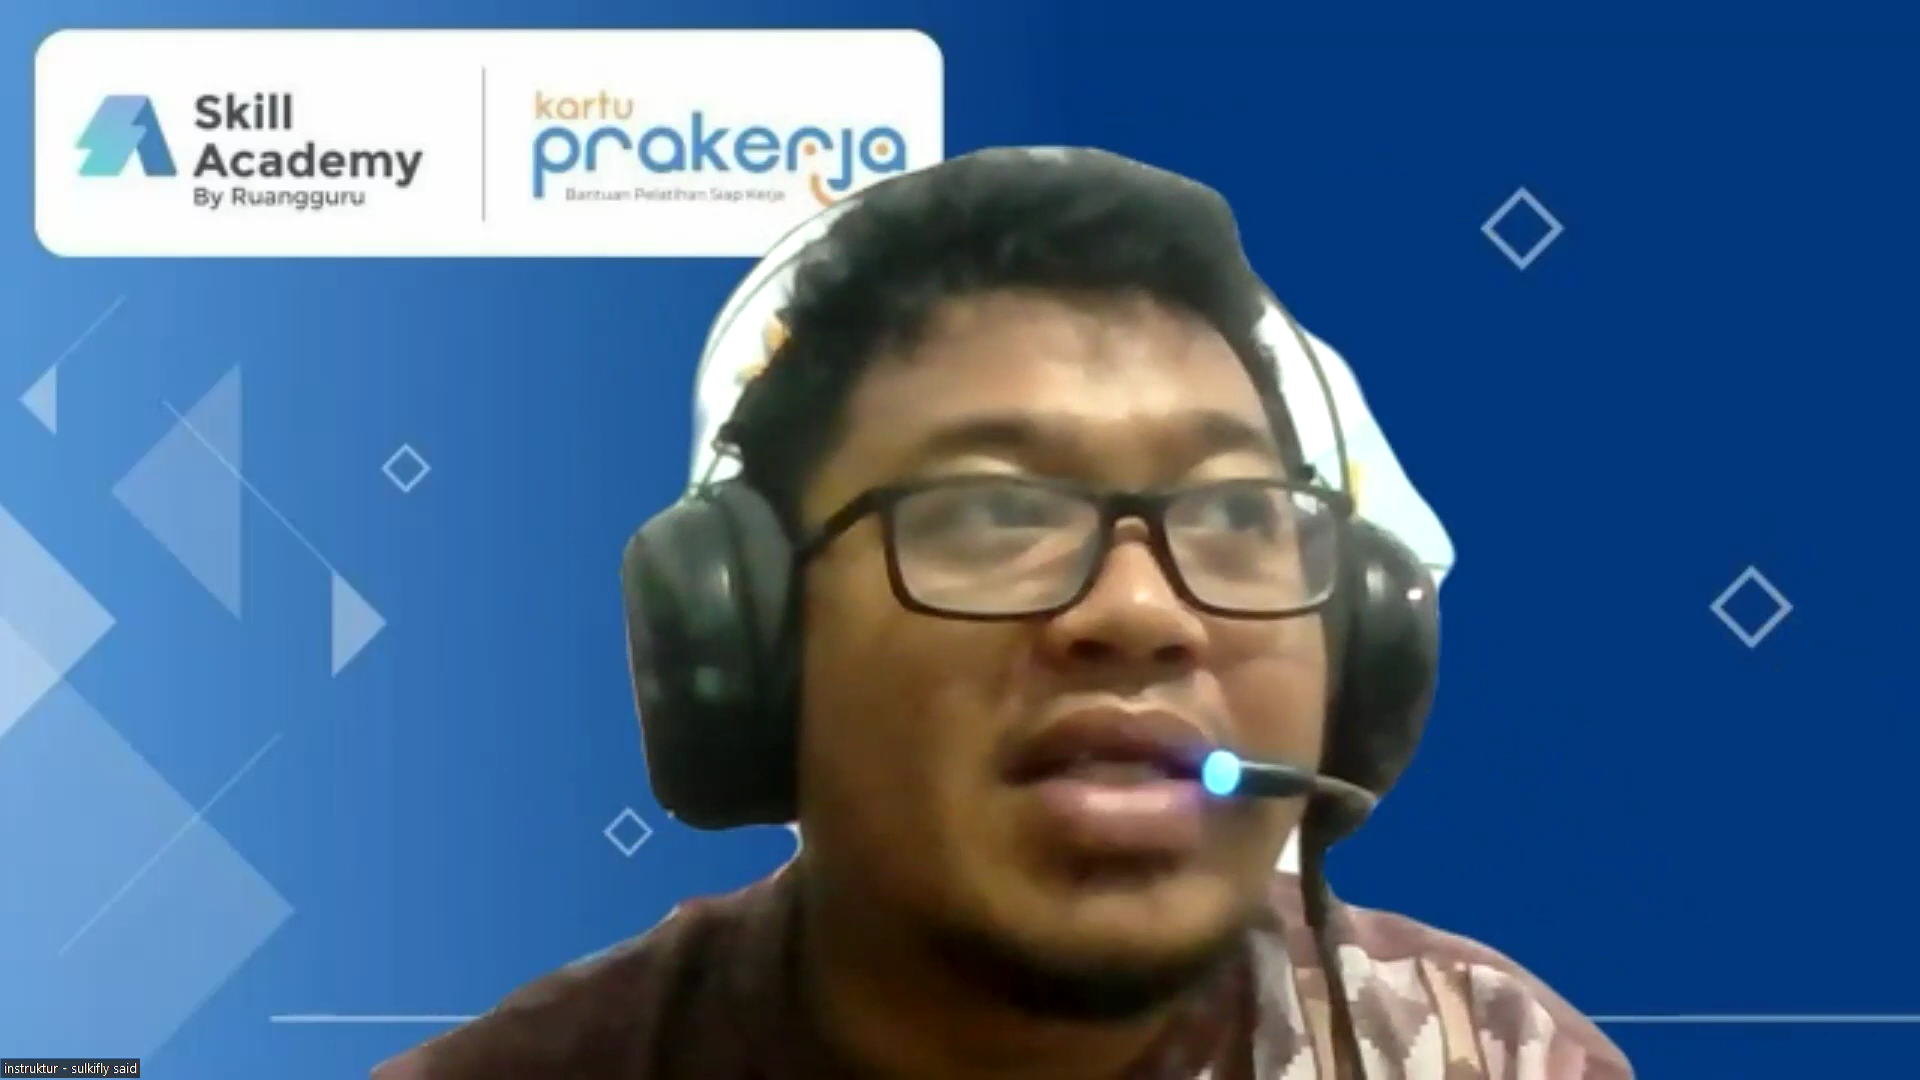 Skill
Academy
By Ruangguru
kartu
prakerja
Bantuan Pelatihan Siap Kerja
instruktur - sulkifly said